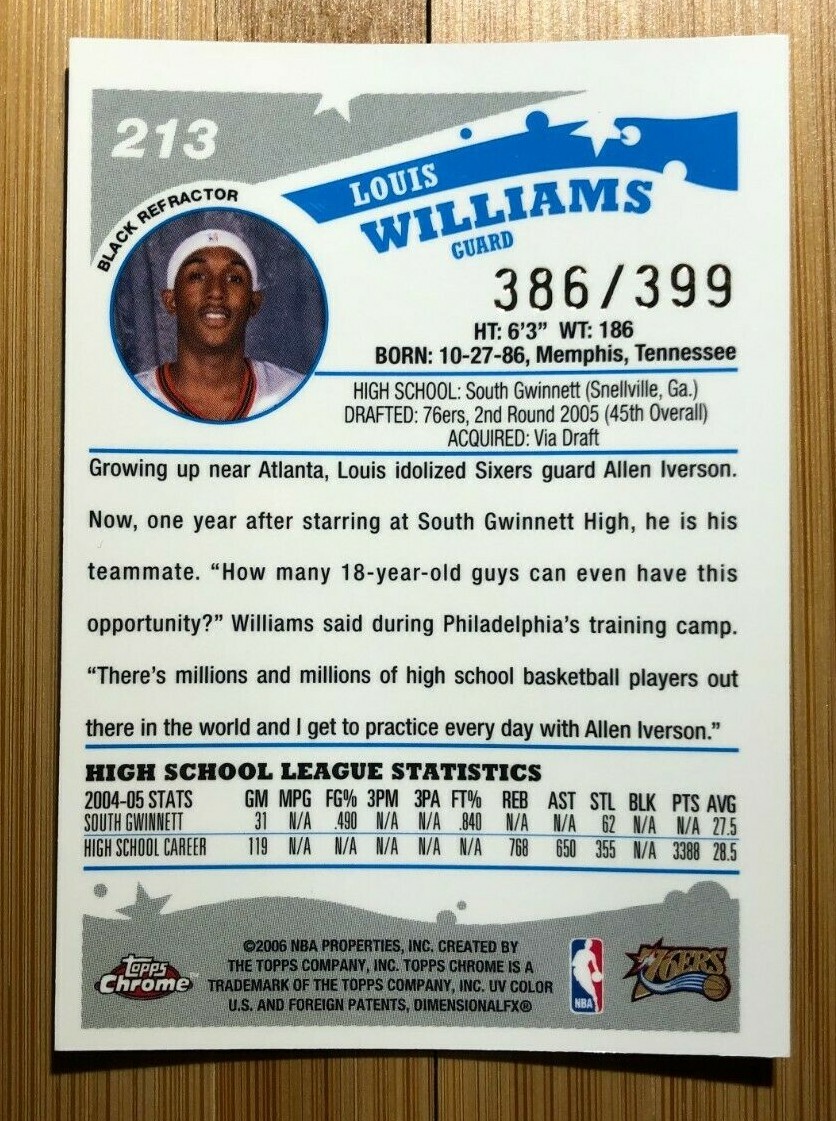 213
BLACK REFRACTOR
LOUIS
WILLIAMS
GUARD
386/399
HT: 6'3" WT: 186
BORN: 10-27-86, Memphis, Tennessee
HIGH SCHOOL: South Gwinnett (Snellville, Ga.)
DRAFTED: 76ers, 2nd Round 2005 (45th Overall)
ACQUIRED: Via Draft
Growing up near Atlanta, Louis idolized Sixers guard Allen Iverson.
Now, one year after starring at South Gwinnett High, he is his
teammate. “How many 18-year-old guys can even have this
opportunity?” Williams said during Philadelphia's training camp.
“There's millions and millions of high school basketball players out
there in the world and I get to practice every day with Allen Iverson.”
HIGH SCHOOL LEAGUE STATISTICS
2004-05 STATS GM MPG FG% 3PM 3PA FT% REB AST STL BLK PTS AVG
SOUTH GWINNETT 31 N/A .490 N/A N/A .840 N/A N/A 62 N/A N/A 27.5
HIGH SCHOOL CAREER 119 N/A N/A N/A N/A N/A 768 650 355 N/A 3388 28.5
©2006 NBA PROPERTIES, INC. CREATED BY
THE TOPPS COMPANY, INC. TOPPS CHROME IS A
TRADEMARK OF THE TOPPS COMPANY, INC. UV COLOR
U.S. AND FOREIGN PATENTS, DIMENSIONALFX®
TOPPS
Chrome™
NBA
76ERS